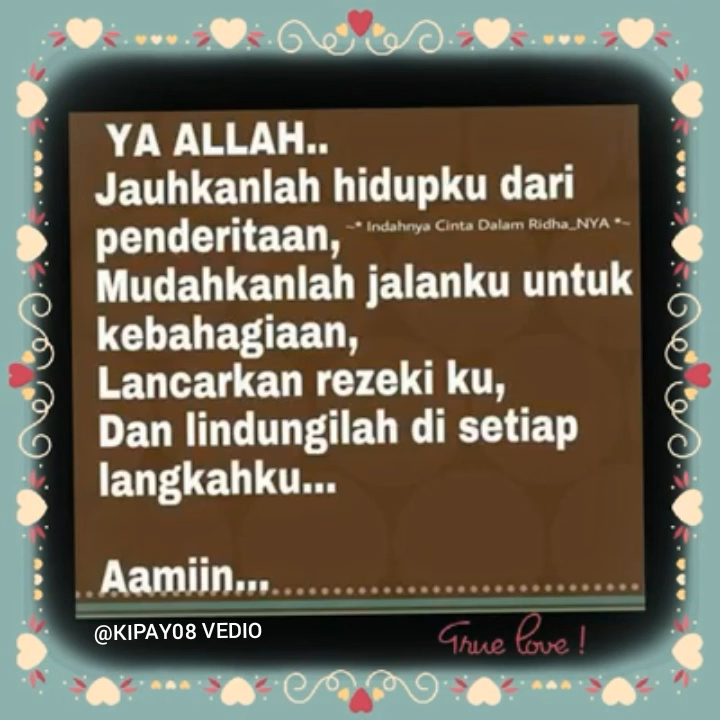 YA ALLAH..
Jauhkanlah hidupku dari
penderitaan,
~* Indahnya Cinta Dalam Ridha_NYA *~
Mudahkanlah jalanku untuk
kebahagiaan,
Lancarkan rezeki ku,
Dan lindungilah di setiap
langkahku...
Aamiin...
@KIPAY08 VEDIO
True love !